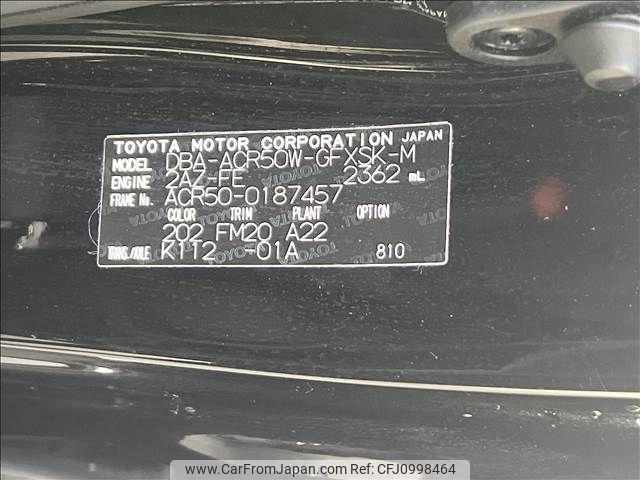 TOYOTA MOTOR CORPORATION JAPAN
MODEL DBA-ACR50W-GFXSK-M
ENGINE 2AZ-FE 2362 mL
FRAME No. ACR50-0187457
COLOR TRIM PLANT OPTION
202 FM20 A22
TRANS./AXLE K112 -01A 810
www.CarFromJapan.com | Ref. CFJ0998464